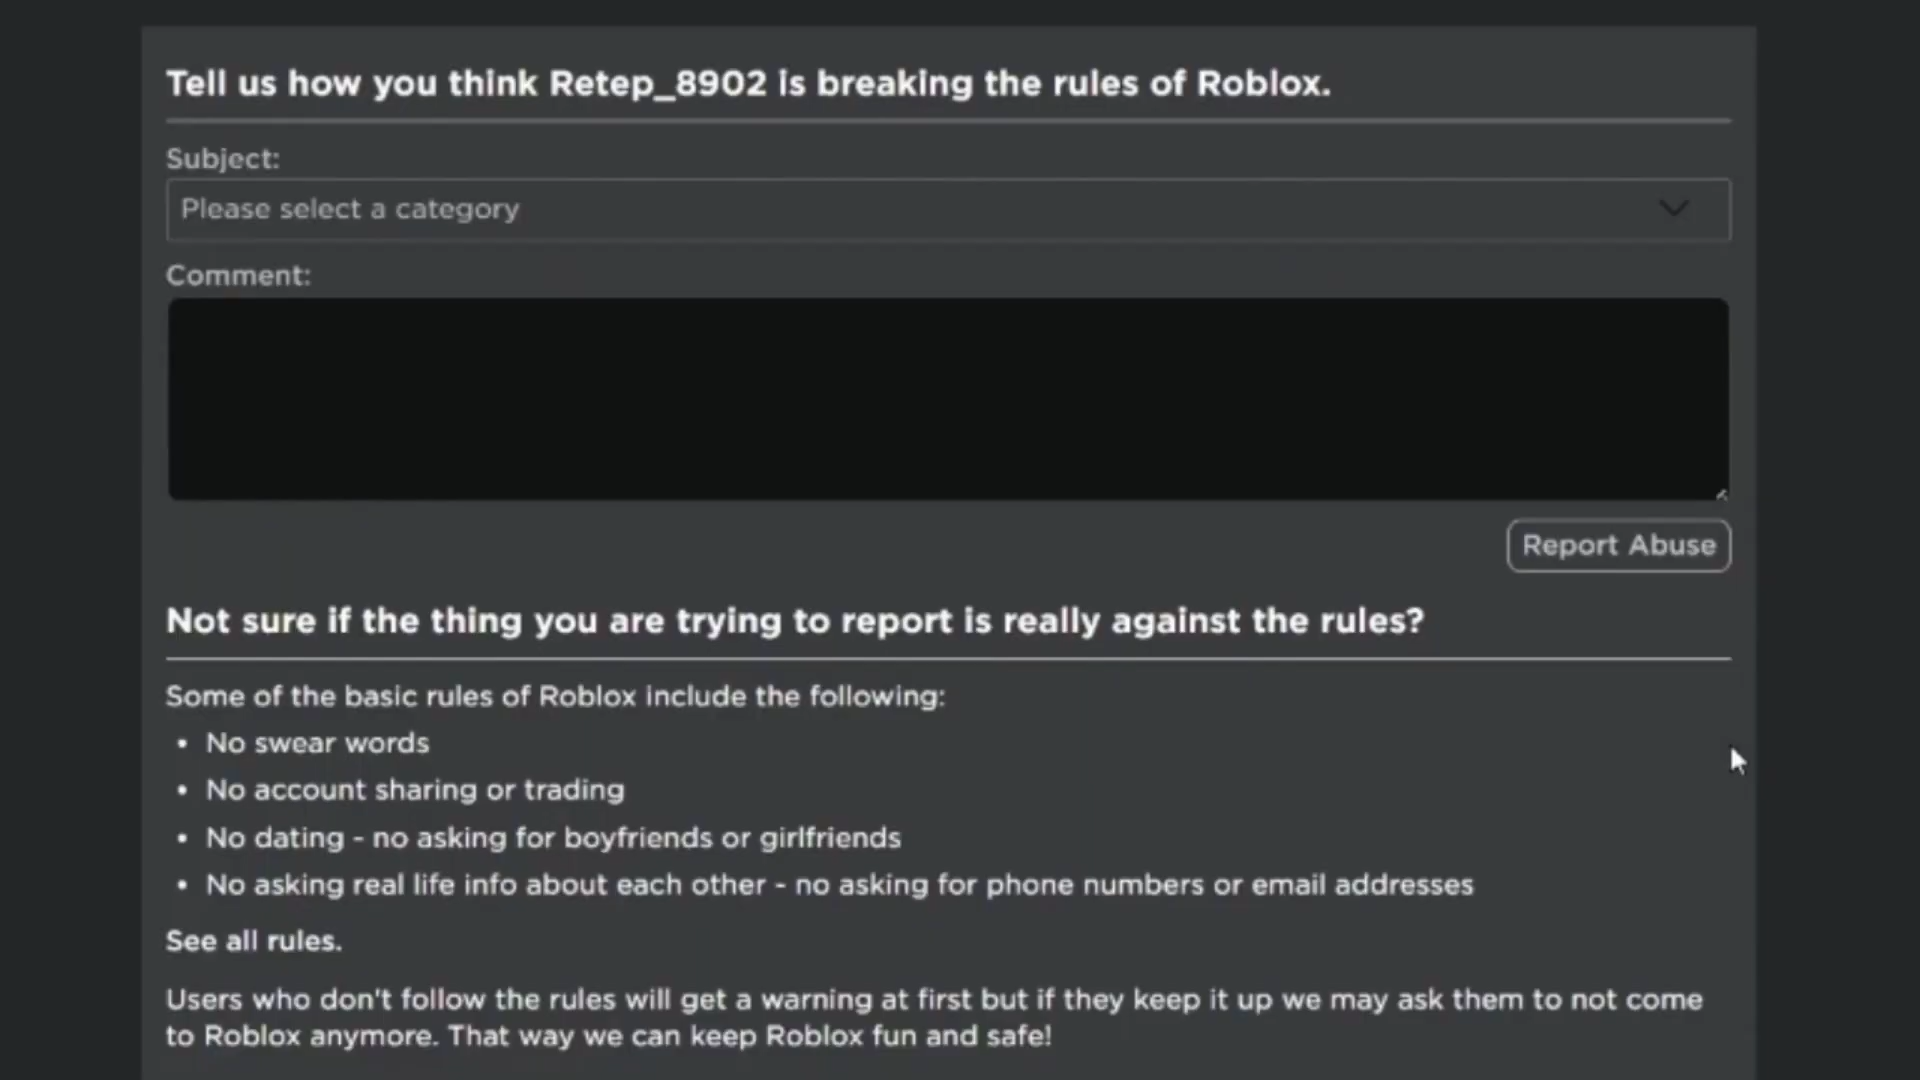 Tell us how you think Retep_8902 is breaking the rules of Roblox.
Subject:
Please select a category
Comment:
Report Abuse
Not sure if the thing you are trying to report is really against the rules?
Some of the basic rules of Roblox include the following:
• No swear words
• No account sharing or trading
• No dating - no asking for boyfriends or girlfriends
• No asking real life info about each other - no asking for phone numbers or email addresses
See all rules.
Users who don't follow the rules will get a warning at first but if they keep it up we may ask them to not come
to Roblox anymore. That way we can keep Roblox fun and safe!